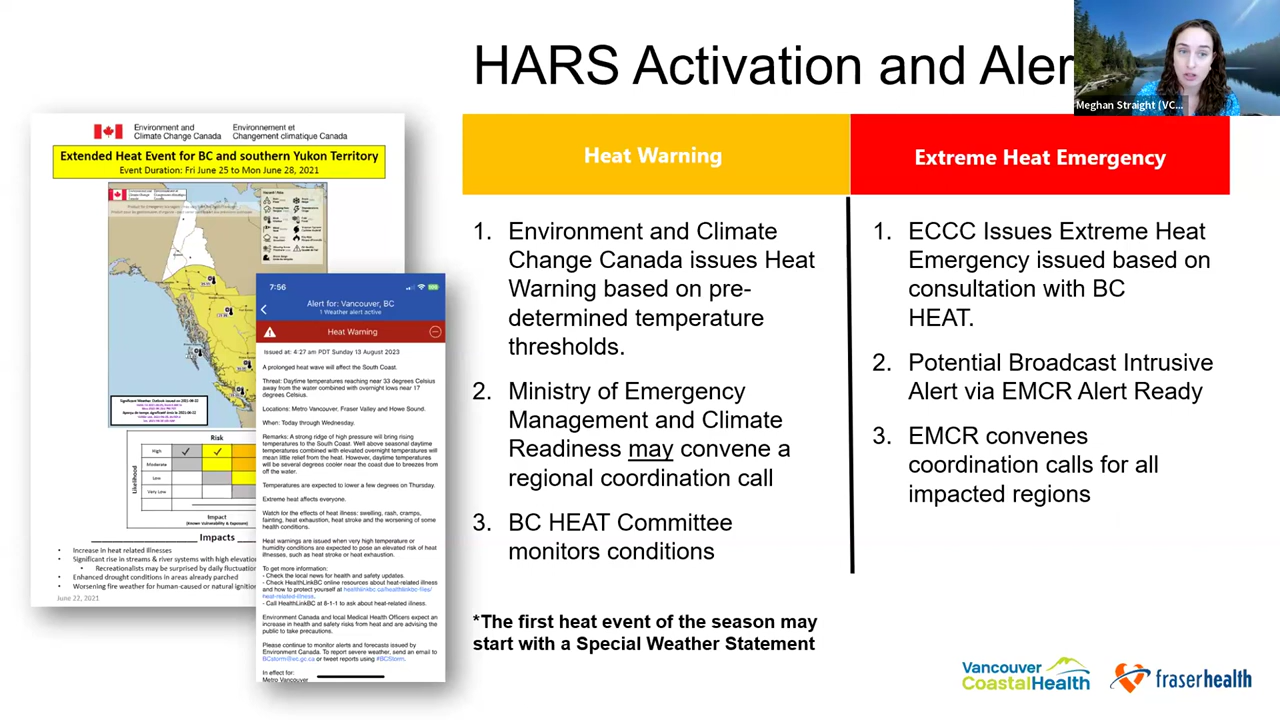 HARS Activation and Aler
Meghan Straight (VC...
Environment and
Climate Change Canada
Environnement et
Changement climatique Canada
Extended Heat Event for BC and southern Yukon Territory
Event Duration: Fri June 25 to Mon June 28, 2021
Risk
Likelihood
High
Moderate
Low
Very Low
Impact
(Known Vulnerability & Exposure)
Impacts
• Increase in heat related illnesses
• Significant rise in streams & river systems with high elevatio
• Recreationalists may be surprised by daily fluctuation
• Enhanced drought conditions in areas already parched
• Worsening fire weather for human-caused or natural ignition
June 22, 2021
7:56
Alert for: Vancouver, BC
1 Weather alert active
Heat Warning
Issued at: 4:27 am PDT Sunday 13 August 2023
A prolonged heat wave will affect the South Coast.
Threat: Daytime temperatures reaching near 33 degrees Celsius
away from the water combined with overnight lows near 17
degrees Celsius.
Locations: Metro Vancouver, Fraser Valley and Howe Sound.
When: Today through Wednesday.
Remarks: A strong ridge of high pressure will bring rising
temperatures to the South Coast. Well above seasonal daytime
temperatures combined with elevated overnight temperatures will
mean little relief from the heat. However, daytime temperatures
will be several degrees cooler near the coast due to breezes from
off the water.
Temperatures are expected to lower a few degrees on Thursday.
Extreme heat affects everyone.
Watch for the effects of heat illness: swelling, rash, cramps,
fainting, heat exhaustion, heat stroke and the worsening of some
health conditions.
Heat warnings are issued when very high temperature or
humidity conditions are expected to pose an elevated risk of heat
illnesses, such as heat stroke or heat exhaustion.
To get more information:
- Check the local news for health and safety updates.
- Check HealthLinkBC online resources about heat-related illness
and how to protect yourself at healthlinkbc.ca/healthlinkbc-files/
heat-related-illness.
- Call HealthLinkBC at 8-1-1 to ask about heat-related illness.
Environment Canada and local Medical Health Officers expect an
increase in health and safety risks from heat and are advising the
public to take precautions.
Please continue to monitor alerts and forecasts issued by
Environment Canada. To report severe weather, send an email to
BCstorm@ec.gc.ca or tweet reports using #BCStorm.
In effect for:
Metro Vancouver
Heat Warning
1. Environment and Climate
Change Canada issues Heat
Warning based on pre-
determined temperature
thresholds.
2. Ministry of Emergency
Management and Climate
Readiness may convene a
regional coordination call
3. BC HEAT Committee
monitors conditions
*The first heat event of the season may
start with a Special Weather Statement
Extreme Heat Emergency
1. ECCC Issues Extreme Heat
Emergency issued based on
consultation with BC
HEAT.
2. Potential Broadcast Intrusive
Alert via EMCR Alert Ready
3. EMCR convenes
coordination calls for all
impacted regions
Vancouver
CoastalHealth
fraserhealth